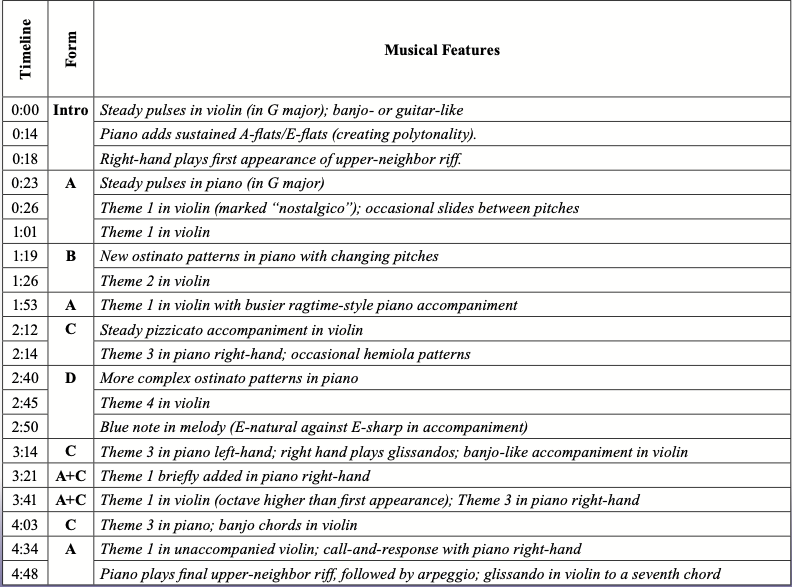 Timeline Form Musical Features
0:00 Intro Steady pulses in violin (in G major); banjo- or guitar-like
0:14 Piano adds sustained A-flats/E-flats (creating polytonality).
0:18 Right-hand plays first appearance of upper-neighbor riff.
0:23 A Steady pulses in piano (in G major)
0:26 Theme 1 in violin (marked “nostalgico”); occasional slides between pitches
1:01 Theme 1 in violin
1:19 B New ostinato patterns in piano with changing pitches
1:26 Theme 2 in violin
1:53 A Theme 1 in violin with busier ragtime-style piano accompaniment
2:12 C Steady pizzicato accompaniment in violin
2:14 Theme 3 in piano right-hand; occasional hemiola patterns
2:40 D More complex ostinato patterns in piano
2:45 Theme 4 in violin
2:50 Blue note in melody (E-natural against E-sharp in accompaniment)
3:14 C Theme 3 in piano left-hand; right hand plays glissandos; banjo-like accompaniment in violin
3:21 A+C Theme 1 briefly added in piano right-hand
3:41 A+C Theme 1 in violin (octave higher than first appearance); Theme 3 in piano right-hand
4:03 C Theme 3 in piano; banjo chords in violin
4:34 A Theme 1 in unaccompanied violin; call-and-response with piano right-hand
4:48 Piano plays final upper-neighbor riff, followed by arpeggio; glissando in violin to a seventh chord